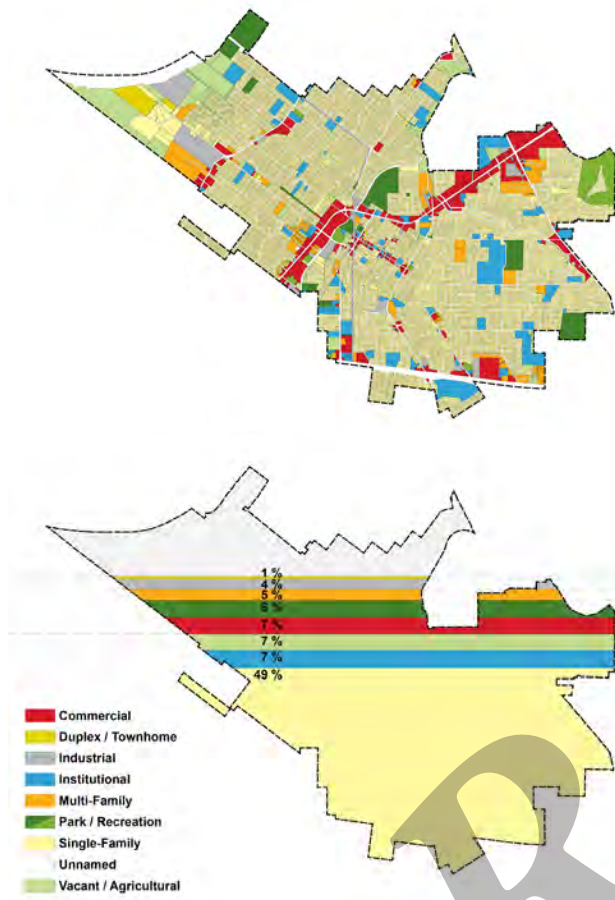 1 %
4 %
5 %
6 %
7 %
7 %
7 %
49 %
Commercial
Duplex / Townhome
Industrial
Institutional
Multi-Family
Park / Recreation
Single-Family
Unnamed
Vacant / Agricultural